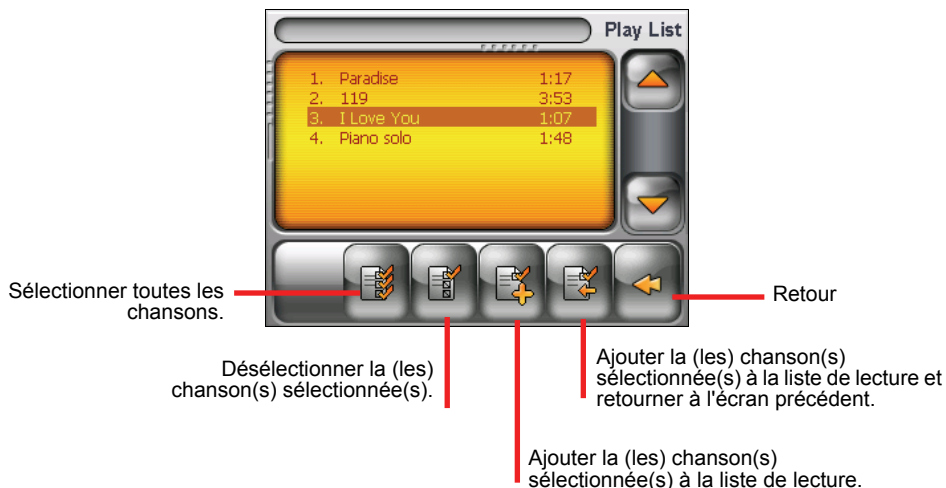 Play List
1. Paradise 1:17
2. 119 3:53
3. I Love You 1:07
4. Piano solo 1:48
Sélectionner toutes les
chansons.
Retour
Désélectionner la (les)
chanson(s) sélectionnée(s).
Ajouter la (les) chanson(s)
sélectionnée(s) à la liste de lecture et
retourner à l'écran précédent.
Ajouter la (les) chanson(s)
sélectionnée(s) à la liste de lecture.